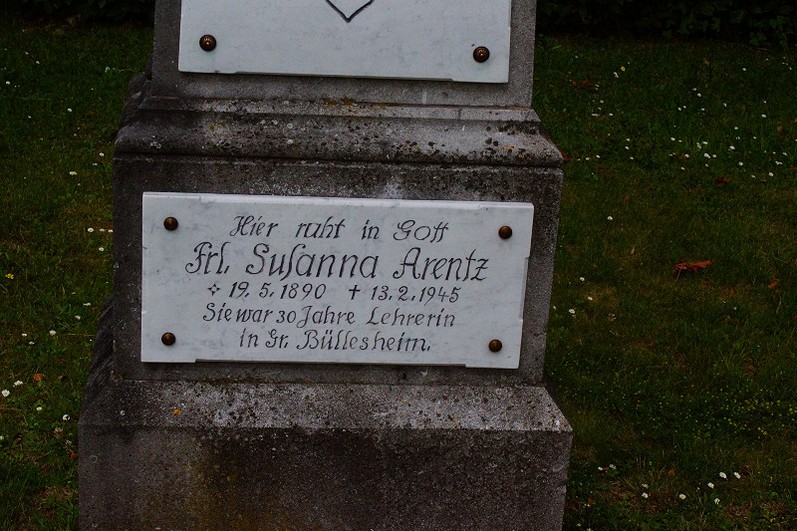 Hier ruht in Gott
Frl. Suſanna Arentz
19. 5. 1890 ✝ 13. 2. 1945
Sie war 30 Jahre Lehrerin
in Gr. Büllesheim.